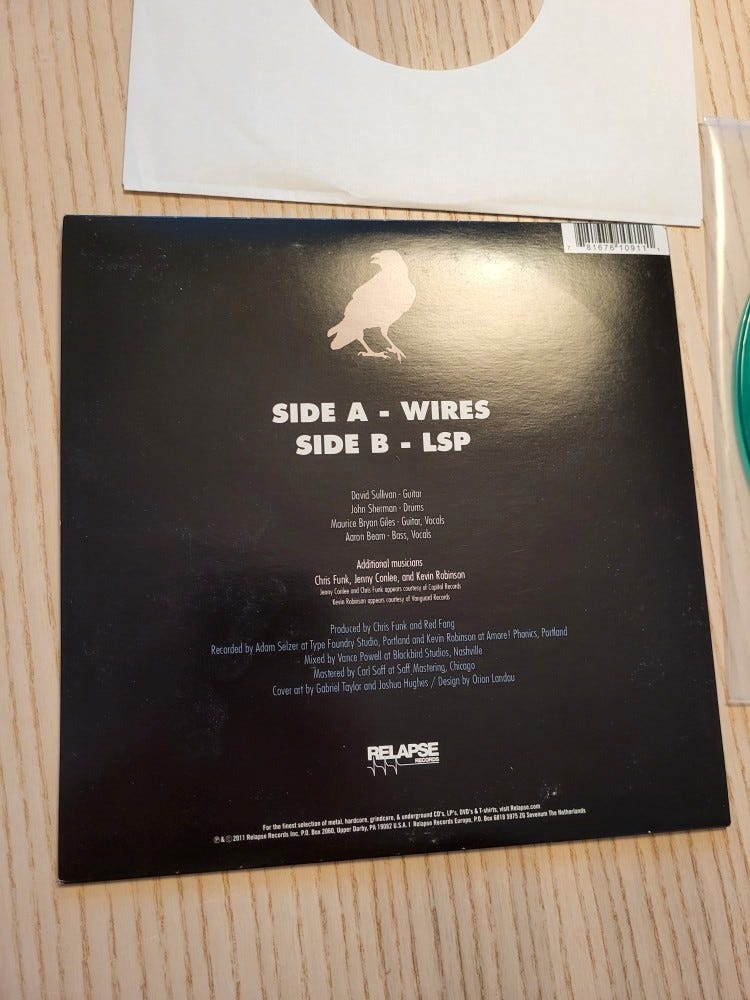 7 81676 10911 1
SIDE A - WIRES
SIDE B - LSP
David Sullivan - Guitar
John Sherman - Drums
Maurice Bryan Giles - Guitar, Vocals
Aaron Beam - Bass, Vocals
Additional musicians
Chris Funk, Jenny Conlee, and Kevin Robinson
Jenny Conlee and Chris Funk appears courtesy of Capitol Records
Kevin Robinson appears courtesy of Vanguard Records
Produced by Chris Funk and Red Fang
Recorded by Adam Selzer at Type Foundry Studio, Portland and Kevin Robinson at Amore! Phonics, Portland
Mixed by Vance Powell at Blackbird Studios, Nashville
Mastered by Carl Saff at Saff Mastering, Chicago
Cover art by Gabriel Taylor and Joshua Hughes / Design by Orion Landau
RELAPSE
RECORDS
For the finest selection of metal, hardcore, grindcore, & underground CD's, LP's, DVD's & T-shirts, visit Relapse.com
℗ & © 2011 Relapse Records Inc. P.O. Box 2060, Upper Darby, PA 19082 U.S.A. I Relapse Records Europe, P.O. Box 6818 5975 ZG Sevenum The Netherlands